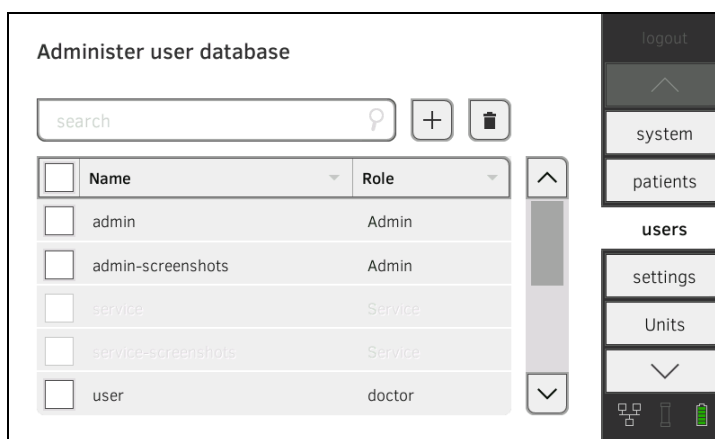 Administer user database
search
Name Role
admin Admin
admin-screenshots Admin
service Service
service-screenshots Service
user doctor
logout
system
patients
users
settings
Units